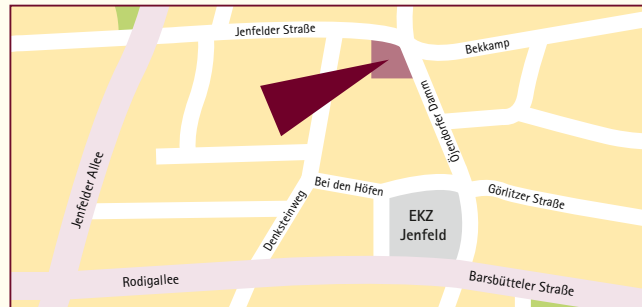 Jenfelder Straße
Bekkamp
Öjendorfer Damm
Jenfelder Allee
Bei den Höfen
Görlitzer Straße
Denksteinweg
EKZ
Jenfeld
Rodigallee
Barsbütteler Straße